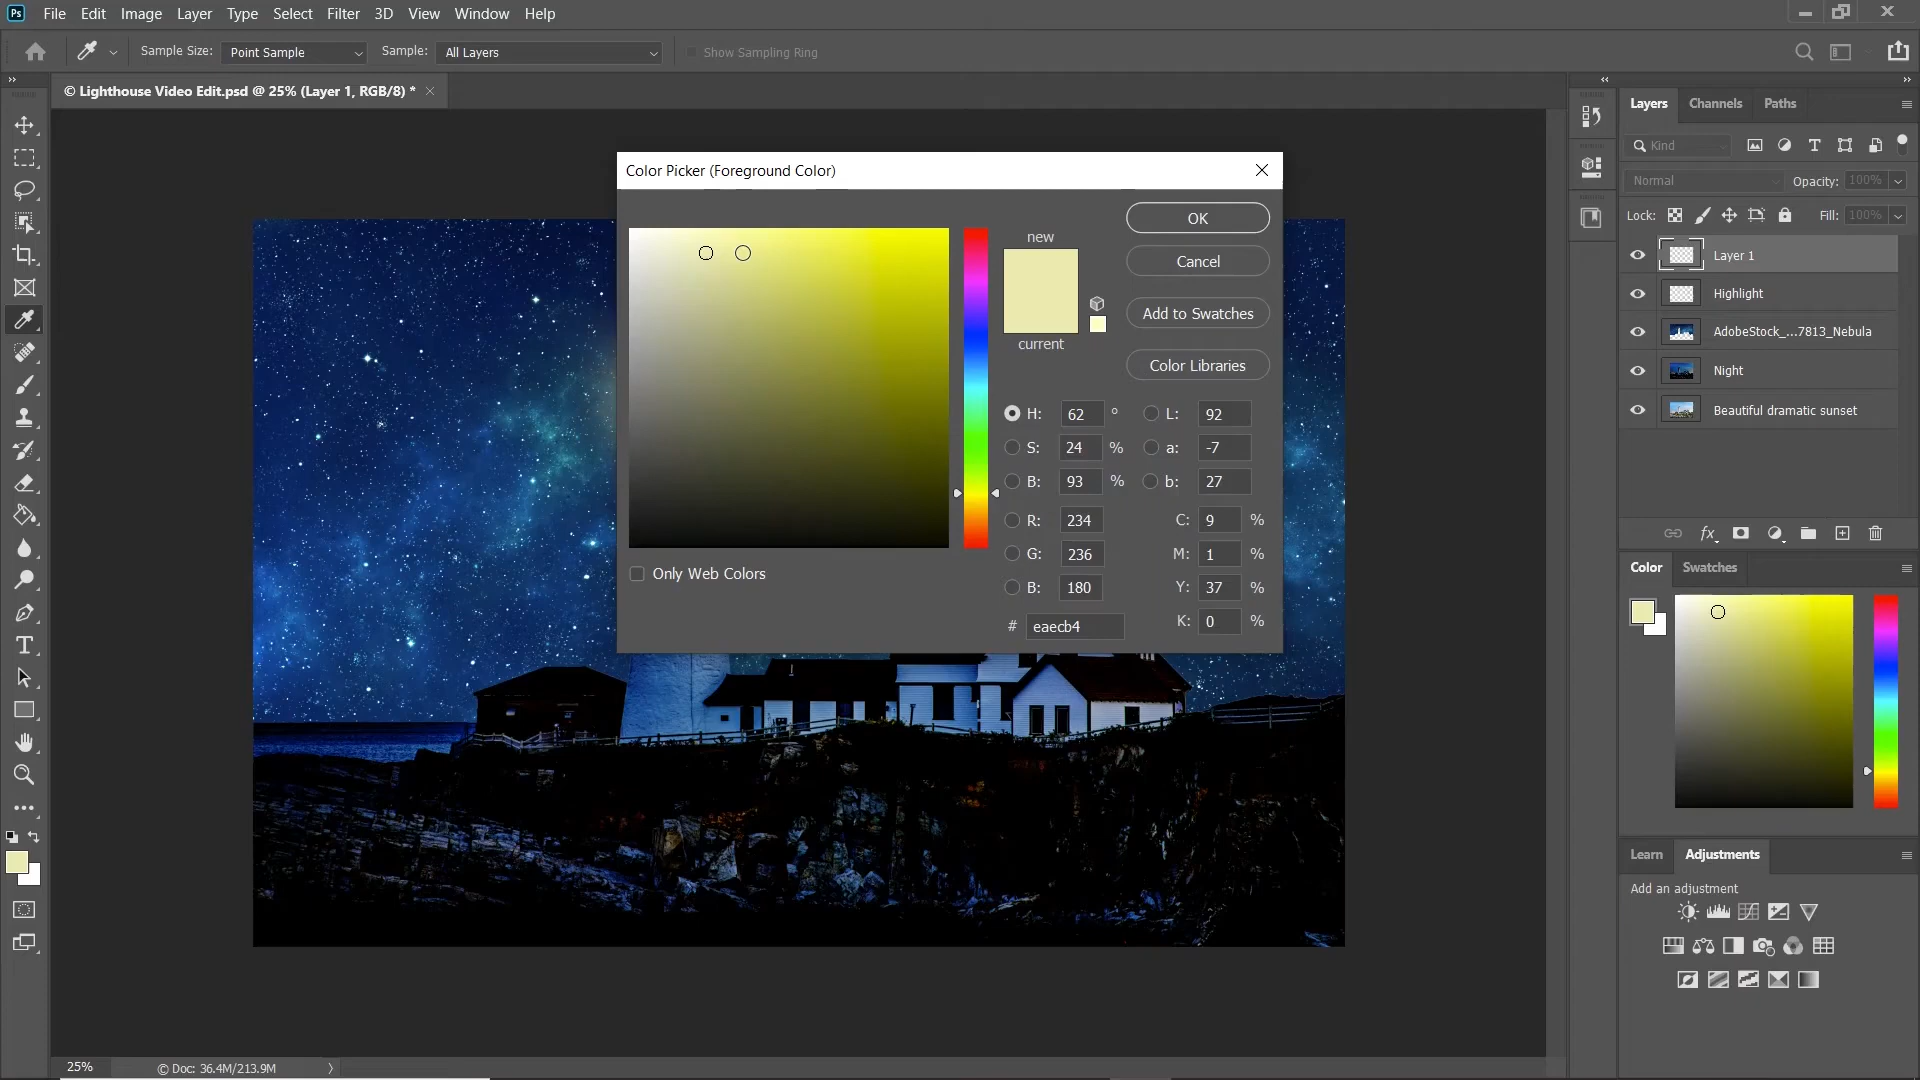 Ps File Edit Image Layer Type Select Filter 3D View Window Help
Sample Size: Point Sample Sample: All Layers Show Sampling Ring
© Lighthouse Video Edit.psd @ 25% (Layer 1, RGB/8) *
Color Picker (Foreground Color)
new
current
OK
Cancel
Add to Swatches
Color Libraries
H: 62 ° L: 92
S: 24 % a: -7
B: 93 % b: 27
R: 234 C: 9 %
G: 236 M: 1 %
B: 180 Y: 37 %
# eaecb4 K: 0 %
Only Web Colors
Layers Channels Paths
Kind
Normal Opacity: 100%
Lock: Fill: 100%
Layer 1
Highlight
AdobeStock_...7813_Nebula
Night
Beautiful dramatic sunset
fx
Color Swatches
Learn Adjustments
Add an adjustment
25% © Doc: 36.4M/213.9M